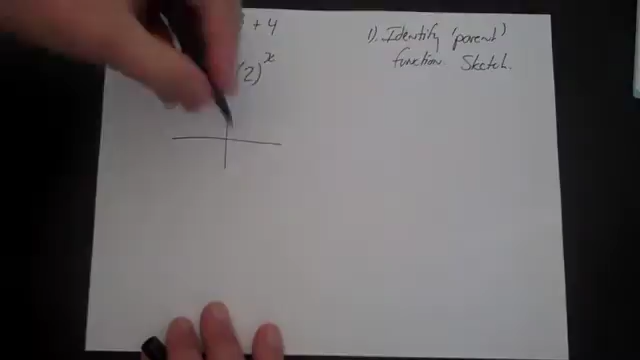 + 4
(2)^x
1). Identify 'parent'
function. Sketch.